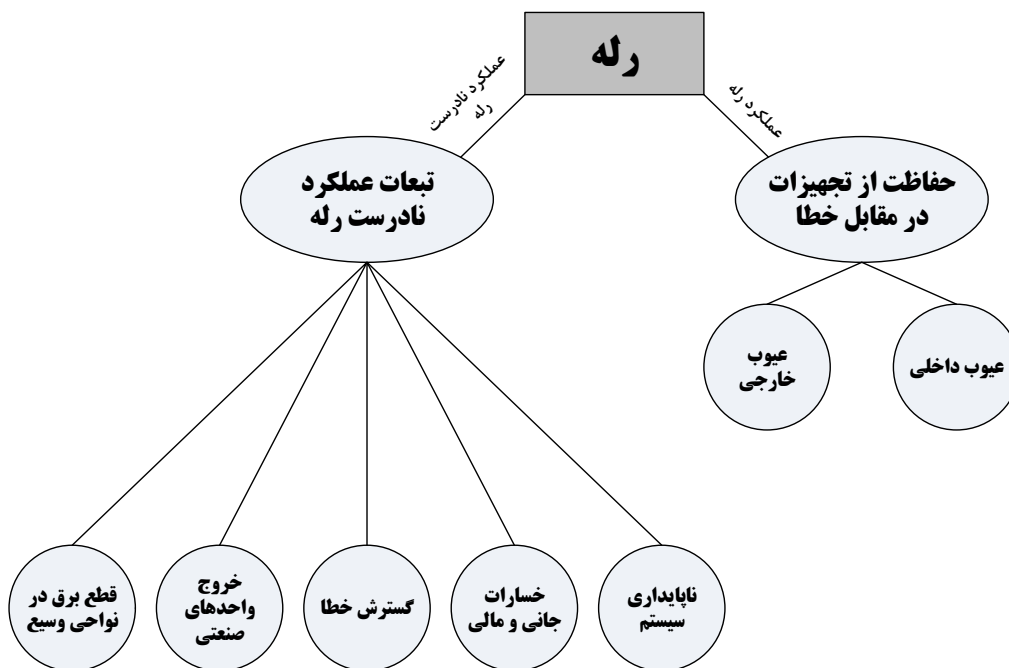 رله
عملکرد رله
عملکرد نادرست
رله
حفاظت از تجهیزات
در مقابل خطا
تبعات عملکرد
نادرست رله
عیوب داخلی
عیوب
خارجی
ناپایداری
سیستم
خسارات
جانی و مالی
گسترش خطا
خروج
واحدهای
صنعتی
قطع برق در
نواحی وسیع